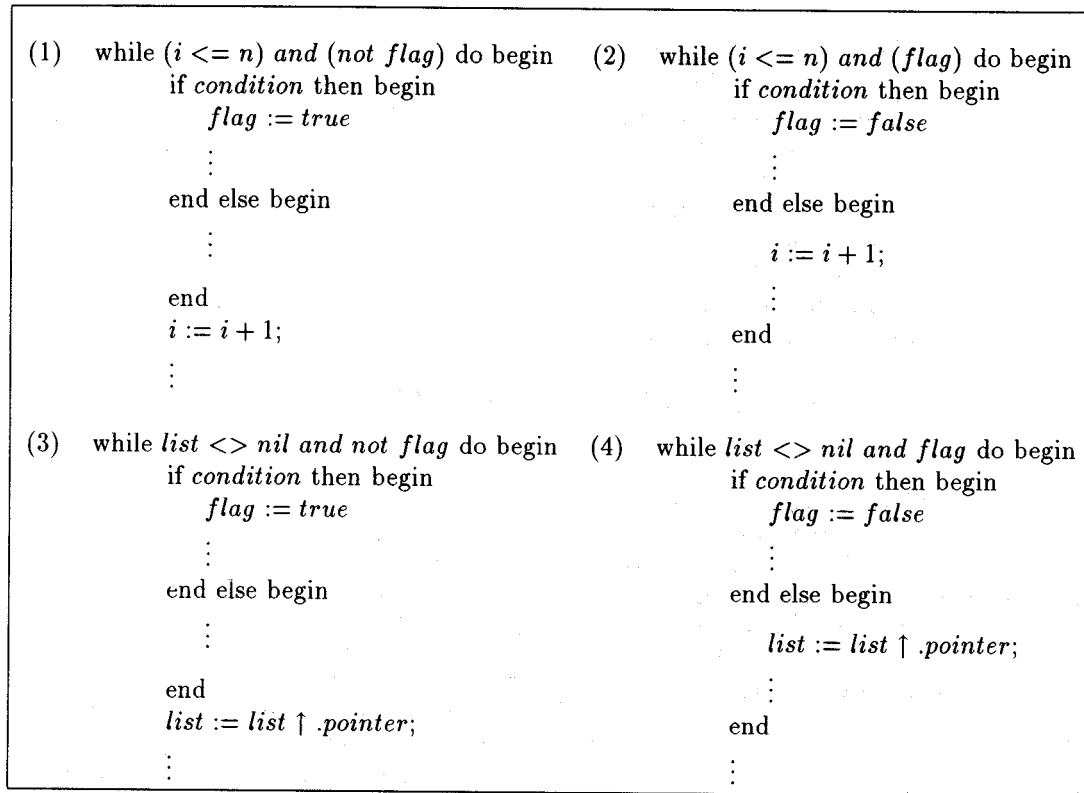 (1) while (i <= n) and (not flag) do begin
if condition then begin
flag := true
⋮
end else begin
⋮
end
i := i + 1;
⋮
(2) while (i <= n) and (flag) do begin
if condition then begin
flag := false
⋮
end else begin
i := i + 1;
⋮
end
⋮
(3) while list <> nil and not flag do begin
if condition then begin
flag := true
⋮
end else begin
⋮
end
list := list ↑ .pointer;
⋮
(4) while list <> nil and flag do begin
if condition then begin
flag := false
⋮
end else begin
list := list ↑ .pointer;
⋮
end
⋮